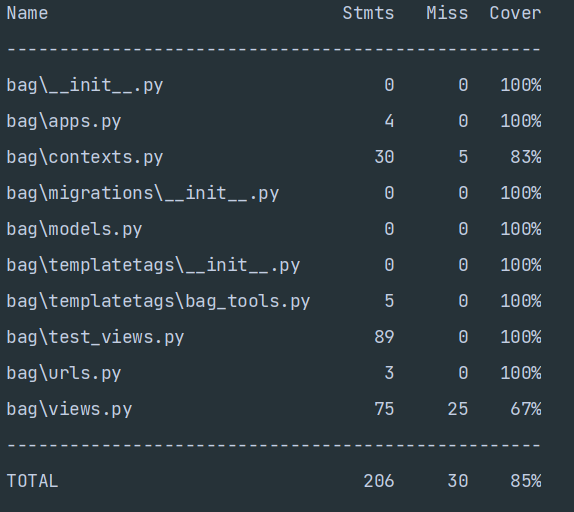 Name Stmts Miss Cover
---------------------------------------------------
bag\__init__.py 0 0 100%
bag\apps.py 4 0 100%
bag\contexts.py 30 5 83%
bag\migrations\__init__.py 0 0 100%
bag\models.py 0 0 100%
bag\templatetags\__init__.py 0 0 100%
bag\templatetags\bag_tools.py 5 0 100%
bag\test_views.py 89 0 100%
bag\urls.py 3 0 100%
bag\views.py 75 25 67%
---------------------------------------------------
TOTAL 206 30 85%